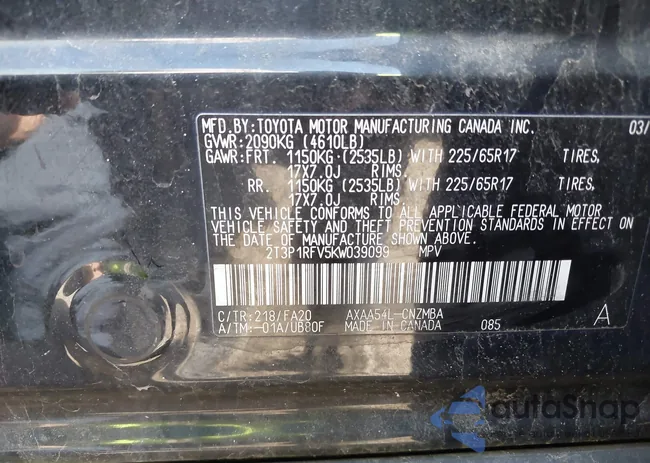 MFD.BY:TOYOTA MOTOR MANUFACTURING CANADA INC. 03/
GVWR:2090KG (4610LB)
GAWR:FRT. 1150KG (2535LB) WITH 225/65R17 TIRES,
17X7.0J RIMS,
RR. 1150KG (2535LB) WITH 225/65R17 TIRES,
17X7.0J RIMS,
THIS VEHICLE CONFORMS TO ALL APPLICABLE FEDERAL MOTOR
VEHICLE SAFETY AND THEFT PREVENTION STANDARDS IN EFFECT ON
THE DATE OF MANUFACTURE SHOWN ABOVE.
2T3P1RFV5KW039099 MPV
C/TR:218/FA20 AXAA54L-CNZMBA A
A/TM:-01A/UB80F MADE IN CANADA 085
autoSnap